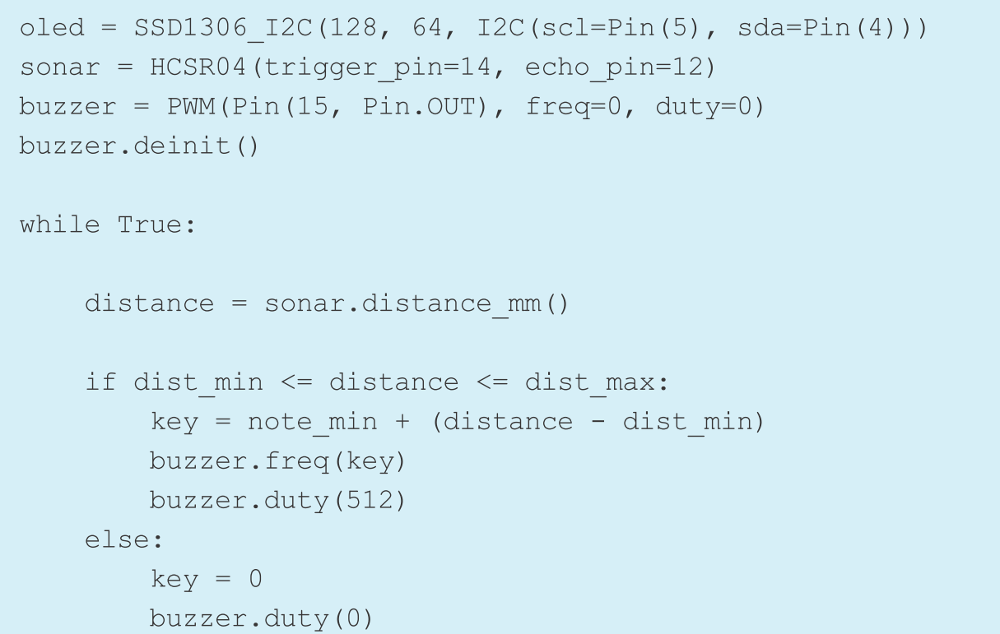 oled = SSD1306_I2C(128, 64, I2C(scl=Pin(5), sda=Pin(4)))
sonar = HCSR04(trigger_pin=14, echo_pin=12)
buzzer = PWM(Pin(15, Pin.OUT), freq=0, duty=0)
buzzer.deinit()

while True:

    distance = sonar.distance_mm()

    if dist_min <= distance <= dist_max:
        key = note_min + (distance - dist_min)
        buzzer.freq(key)
        buzzer.duty(512)
    else:
        key = 0
        buzzer.duty(0)